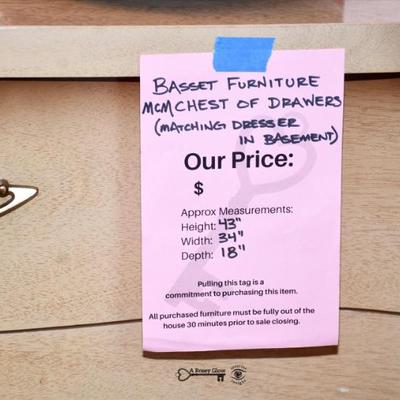 BASSET FURNITURE
MCM CHEST OF DRAWERS
(MATCHING DRESSER
IN BASEMENT)
Our Price:
$
Approx Measurements:
Height: 43"
Width: 34"
Depth: 18"
Pulling this tag is a
commitment to purchasing this item.
All purchased furniture must be fully out of the
house 30 minutes prior to sale closing.
A Rosey Glow